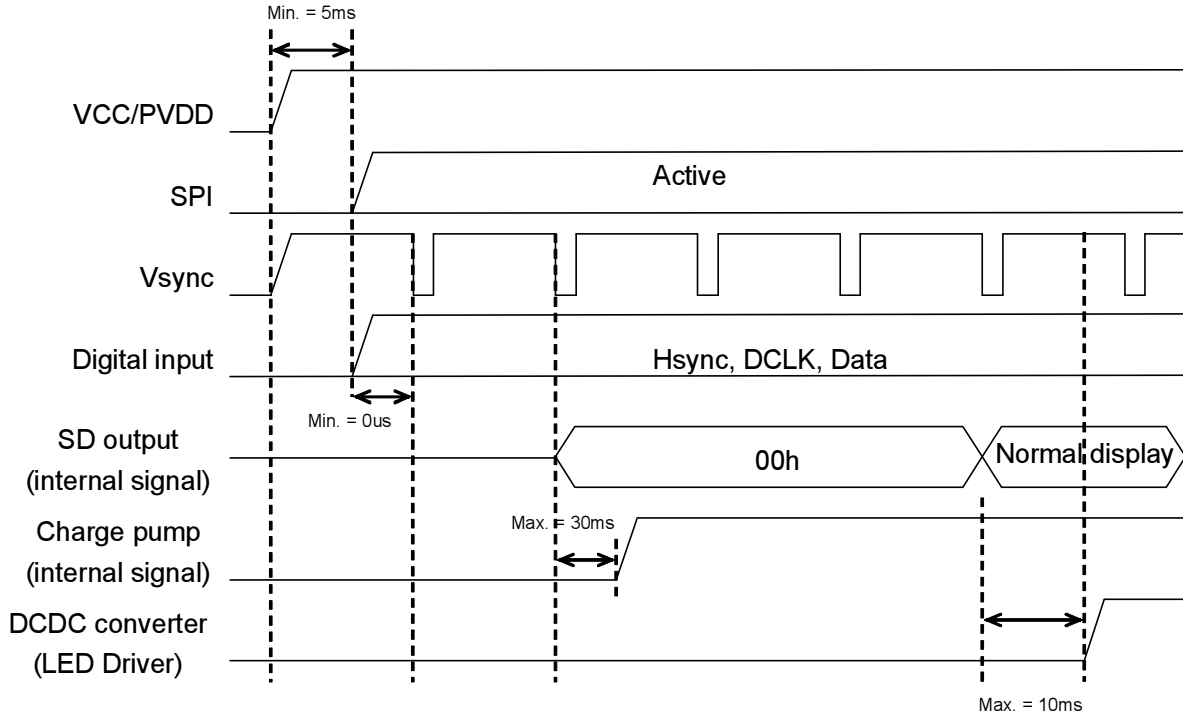 Min. = 5ms
VCC/PVDD
SPI
Active
Vsync
Digital input
Hsync, DCLK, Data
Min. = 0us
SD output
(internal signal)
00h
Normal display
Charge pump
(internal signal)
Max. = 30ms
DCDC converter
(LED Driver)
Max. = 10ms